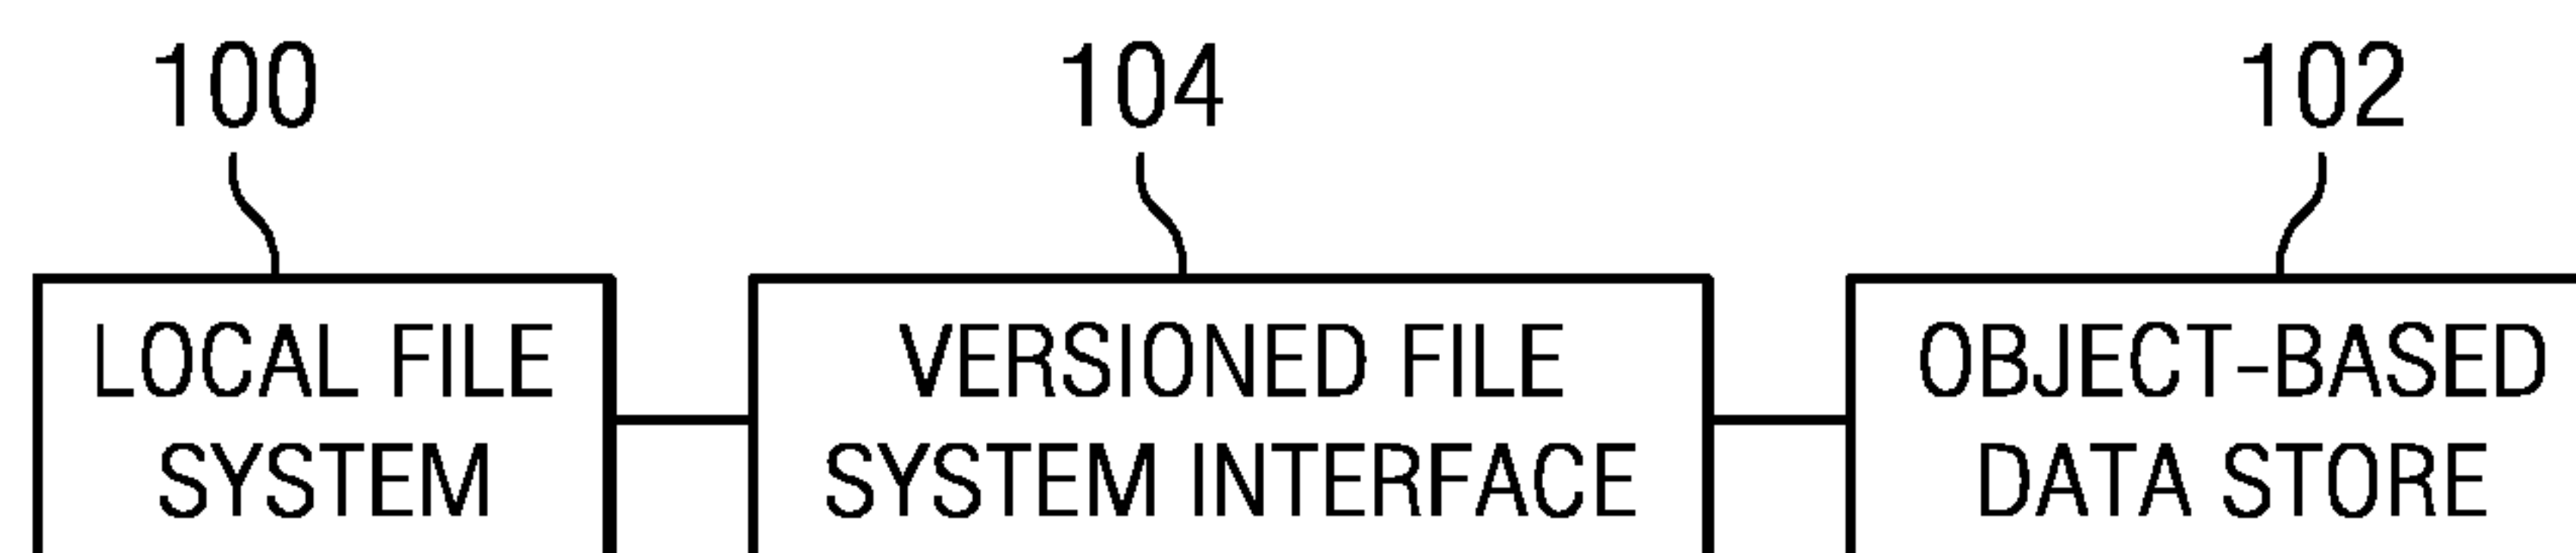 100
104
102
LOCAL FILE
SYSTEM
VERSIONED FILE
SYSTEM INTERFACE
OBJECT-BASED
DATA STORE